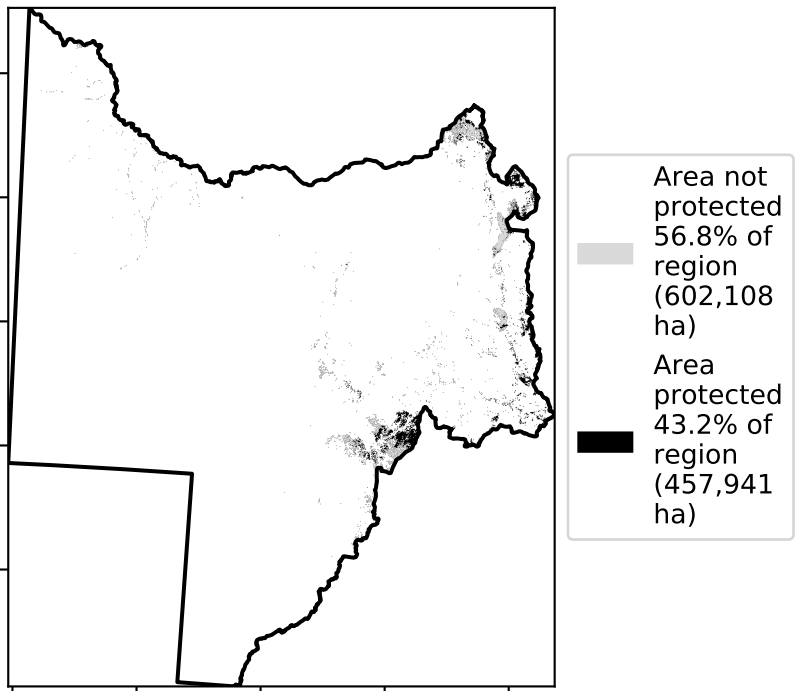 Area not
protected
56.8% of
region
(602,108
ha)
Area
protected
43.2% of
region
(457,941
ha)